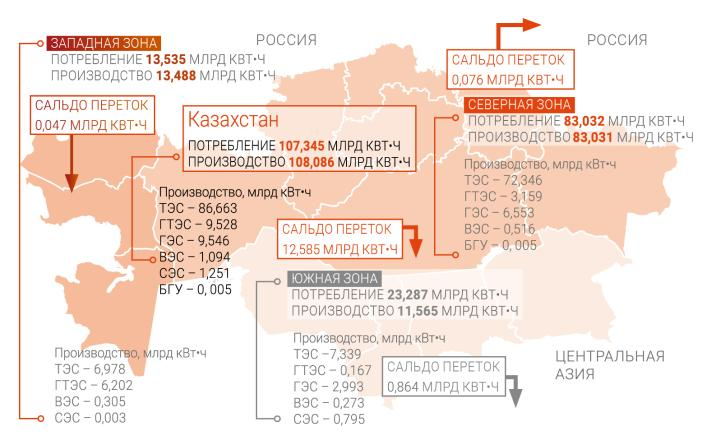 ЗАПАДНАЯ ЗОНА
ПОТРЕБЛЕНИЕ 13,535 МЛРД КВТ•Ч
ПРОИЗВОДСТВО 13,488 МЛРД КВТ•Ч
РОССИЯ
РОССИЯ
САЛЬДО ПЕРЕТОК
0,076 МЛРД КВТ•Ч
САЛЬДО ПЕРЕТОК
0,047 МЛРД КВТ•Ч
Казахстан
ПОТРЕБЛЕНИЕ 107,345 МЛРД КВТ•Ч
ПРОИЗВОДСТВО 108,086 МЛРД КВТ•Ч
Производство, млрд кВт•ч
ТЭС – 86,663
ГТЭС – 9,528
ГЭС – 9,546
ВЭС – 1,094
СЭС – 1,251
БГУ – 0, 005
СЕВЕРНАЯ ЗОНА
ПОТРЕБЛЕНИЕ 83,032 МЛРД КВТ•Ч
ПРОИЗВОДСТВО 83,031 МЛРД КВТ•Ч
Производство, млрд кВт•ч
ТЭС – 72,346
ГТЭС – 3,159
ГЭС – 6,553
ВЭС – 0,516
БГУ – 0, 005
САЛЬДО ПЕРЕТОК
12,585 МЛРД КВТ•Ч
ЮЖНАЯ ЗОНА
ПОТРЕБЛЕНИЕ 23,287 МЛРД КВТ•Ч
ПРОИЗВОДСТВО 11,565 МЛРД КВТ•Ч
Производство, млрд кВт•ч
ТЭС –7,339
ГТЭС – 0,167
ГЭС – 2,993
ВЭС – 0,273
СЭС – 0,795
САЛЬДО ПЕРЕТОК
0,864 МЛРД КВТ•Ч
ЦЕНТРАЛЬНАЯ
АЗИЯ
Производство, млрд кВт•ч
ТЭС – 6,978
ГТЭС – 6,202
ВЭС – 0,305
СЭС – 0,003